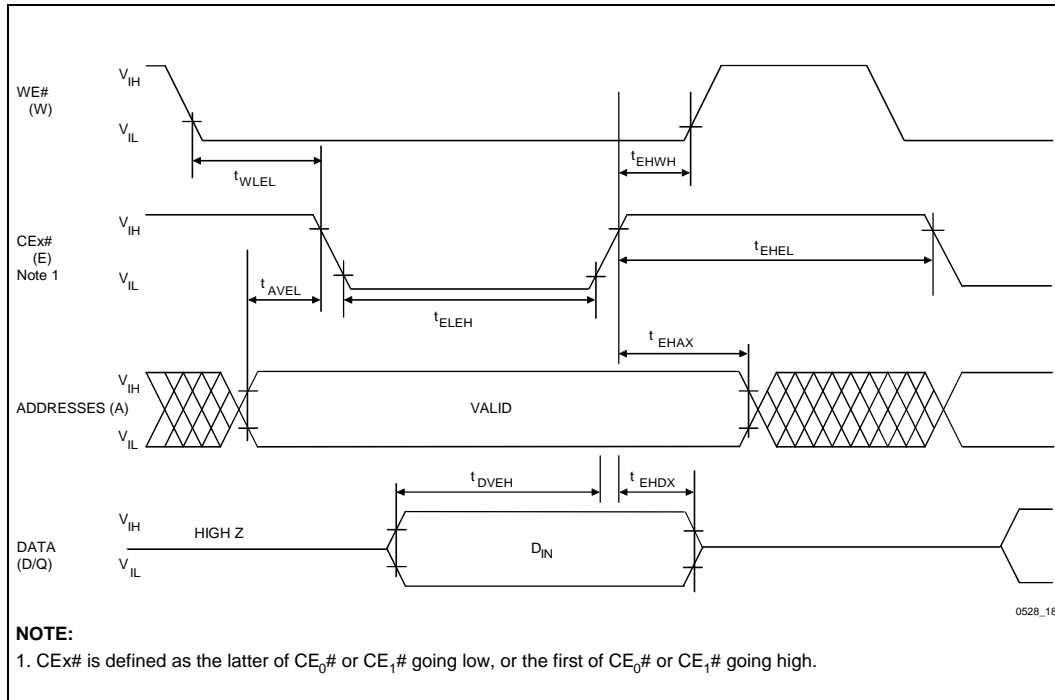 WE#
(W)
V_IH
V_IL
t_WLEL
t_EHWH
CEx#
(E)
Note 1
V_IH
V_IL
t_AVEL
t_ELEH
t_EHEL
t_EHAX
ADDRESSES (A)
V_IH
V_IL
VALID
t_DVEH
t_EHDX
DATA
(D/Q)
V_IH
V_IL
HIGH Z
D_IN
0528_18
NOTE:
1. CEx# is defined as the latter of CE_0# or CE_1# going low, or the first of CE_0# or CE_1# going high.